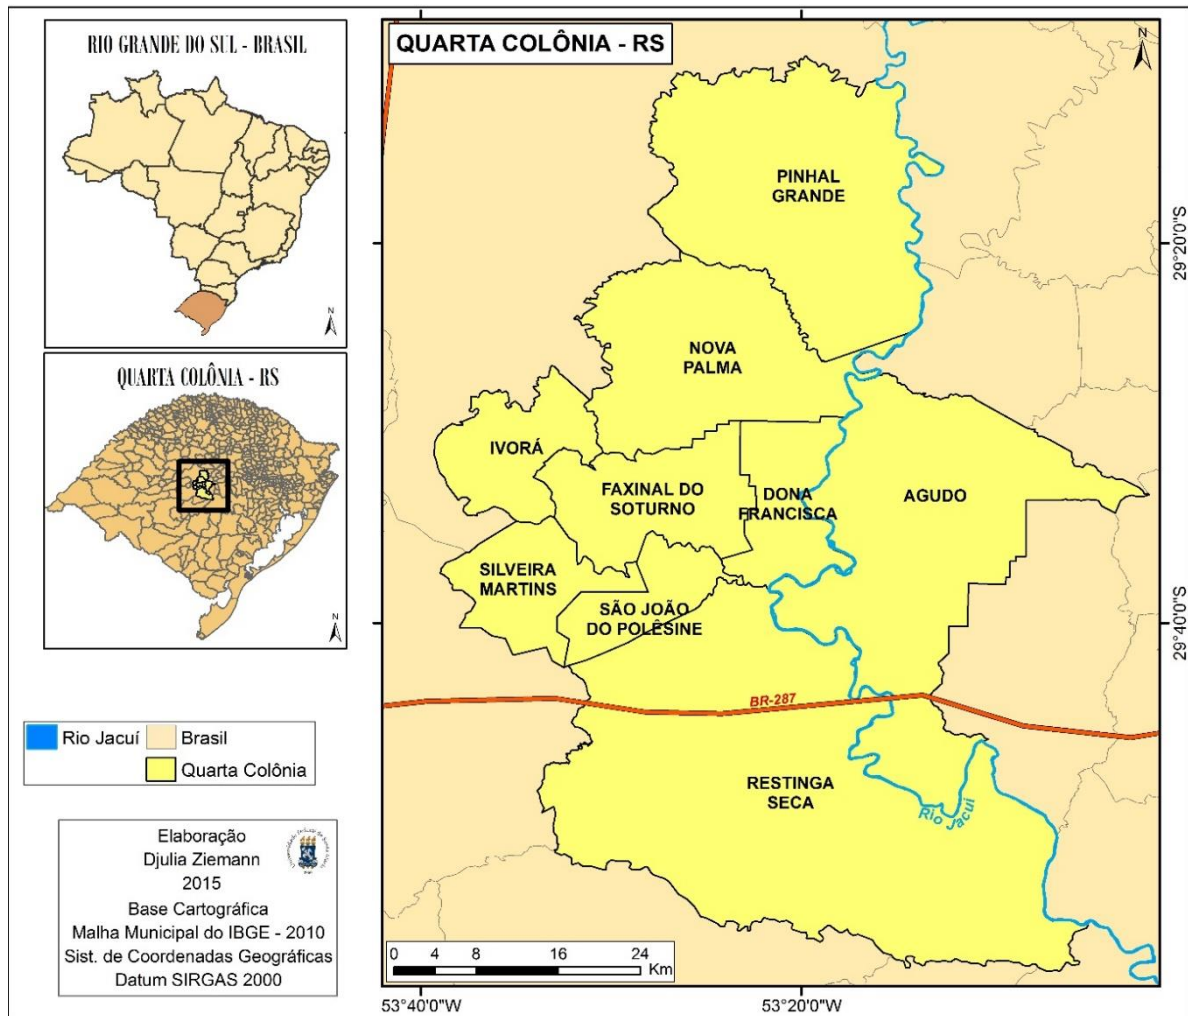 RIO GRANDE DO SUL - BRASIL
N
QUARTA COLÔNIA - RS
N
Rio Jacuí
Brasil
Quarta Colônia
Elaboração
Djulia Ziemann
2015
Base Cartográfica
Malha Municipal do IBGE - 2010
Sist. de Coordenadas Geográficas
Datum SIRGAS 2000
QUARTA COLÔNIA - RS
N
PINHAL
GRANDE
29°20'0"S
NOVA
PALMA
IVORÁ
FAXINAL DO
SOTURNO
DONA
FRANCISCA
AGUDO
SILVEIRA
MARTINS
SÃO JOÃO
DO POLÊSINE
29°40'0"S
BR-287
RESTINGA
SECA
Rio Jacuí
0 4 8 16 24
Km
53°40'0"W
53°20'0"W